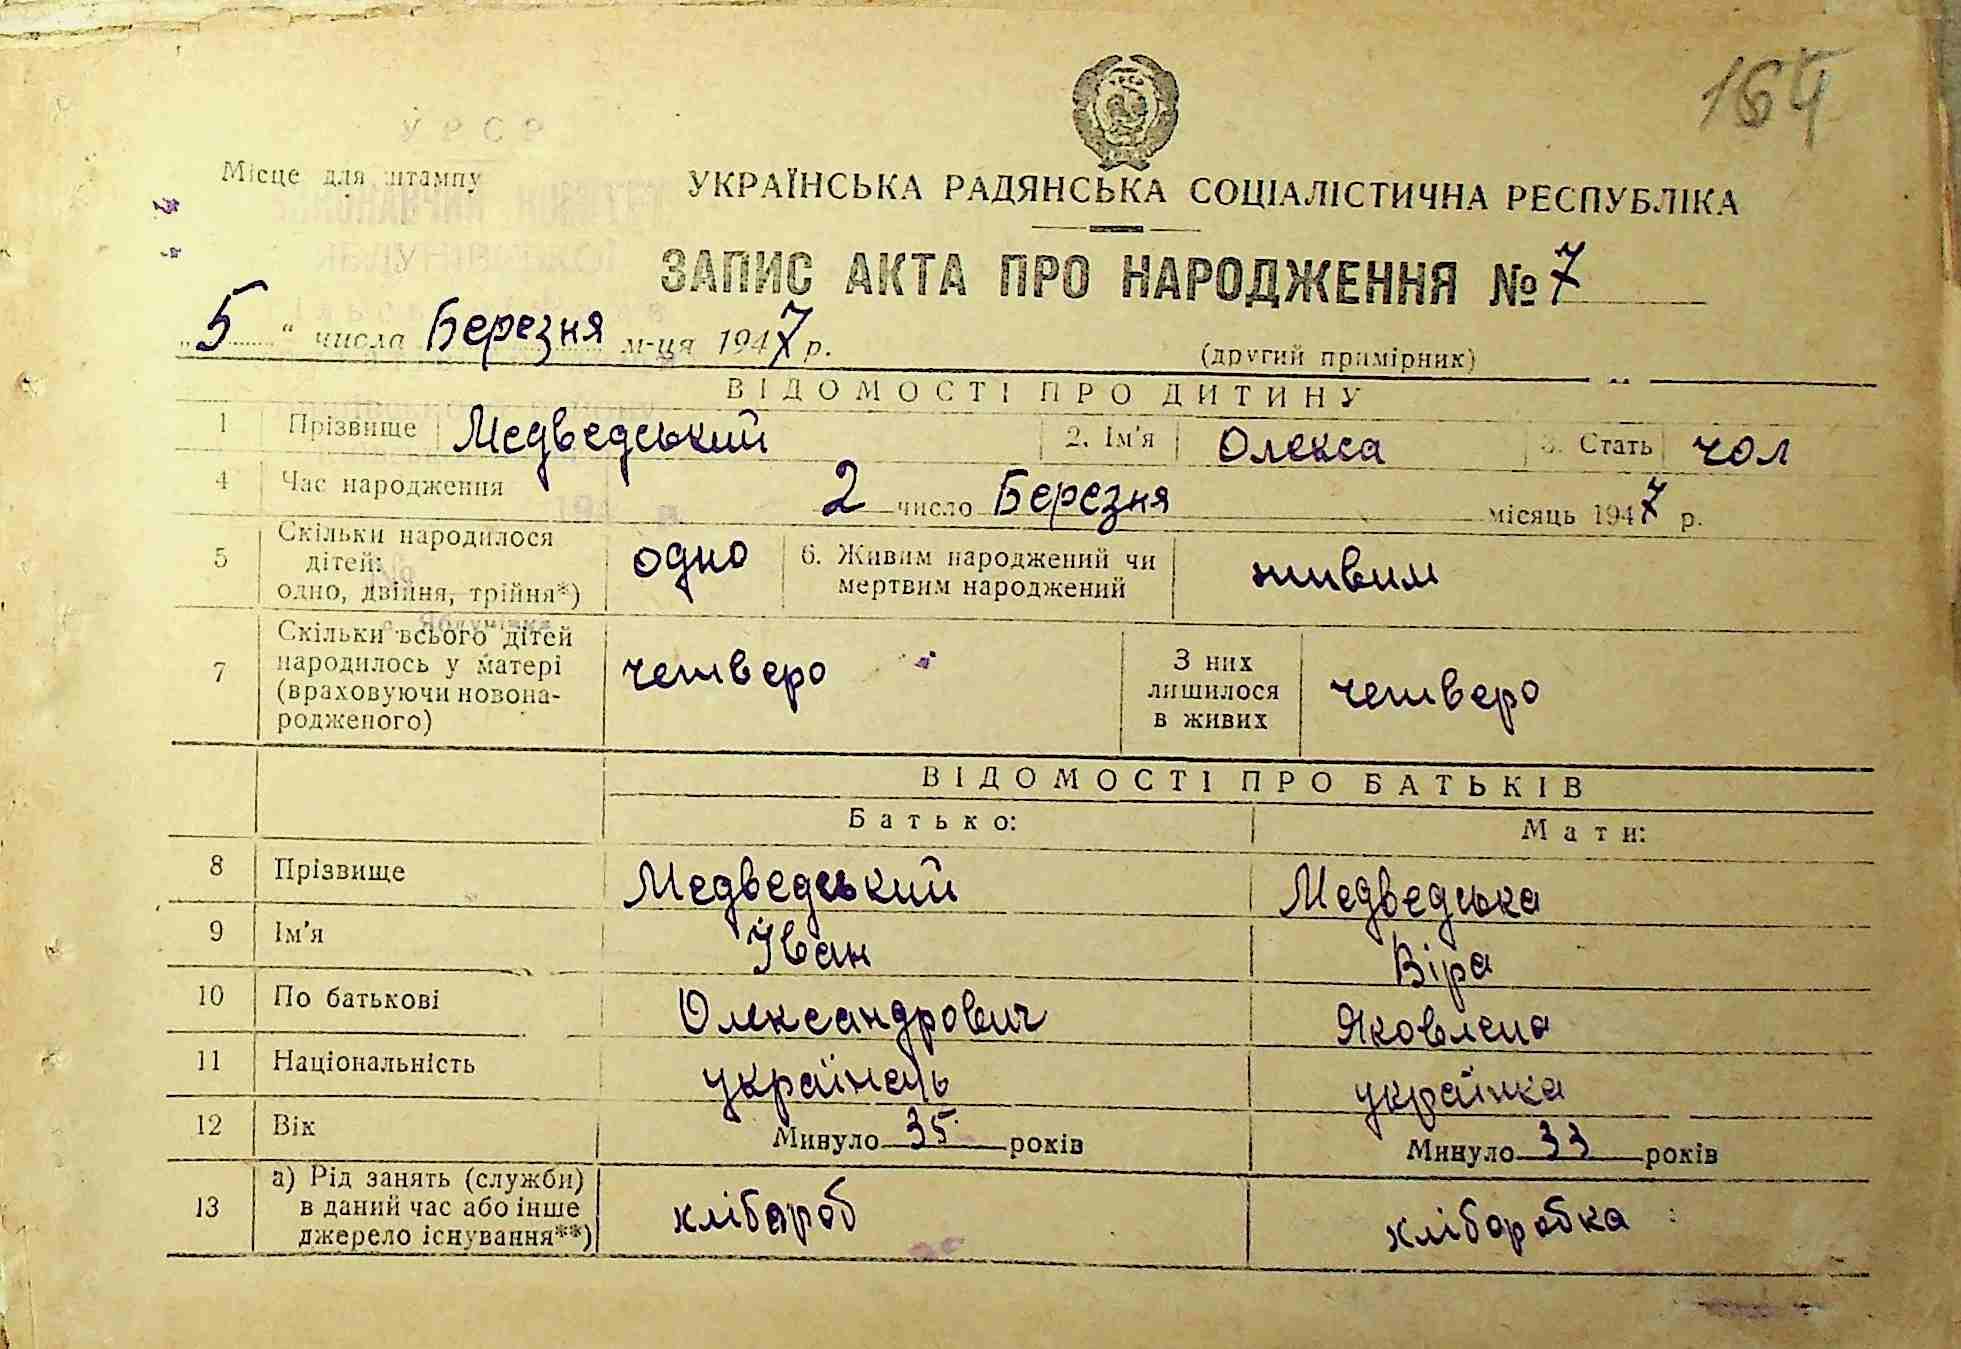 164
УРСР
Місце для штампу
УКРАЇНСЬКА РАДЯНСЬКА СОЦІАЛІСТИЧНА РЕСПУБЛІКА
ЗАПИС АКТА ПРО НАРОДЖЕННЯ № 7
„ 5 “ числа Березня м-ця 1947 р.
(другий примірник)
ВІДОМОСТІ ПРО ДИТИНУ
1 Прізвище Медведський 2. Ім'я Олекса 3. Стать чол
4 Час народження 2 число Березня місяць 1947 р.
5 Скільки народилося дітей: одно, двійня, трійня*) одно 6. Живим народжений чи мертвим народжений живим
7 Скільки всього дітей народилось у матері (враховуючи новонародженого) четверо З них лишилося в живих четверо
ВІДОМОСТІ ПРО БАТЬКІВ
Батько: Мати:
8 Прізвище Медведський Медведська
9 Ім'я Іван Віра
10 По батькові Олександрович Яковлена
11 Національність українець українка
12 Вік Минуло 35 років Минуло 33 років
13 а) Рід занять (служби) в даний час або інше джерело існування**) хлібароб хліборобка